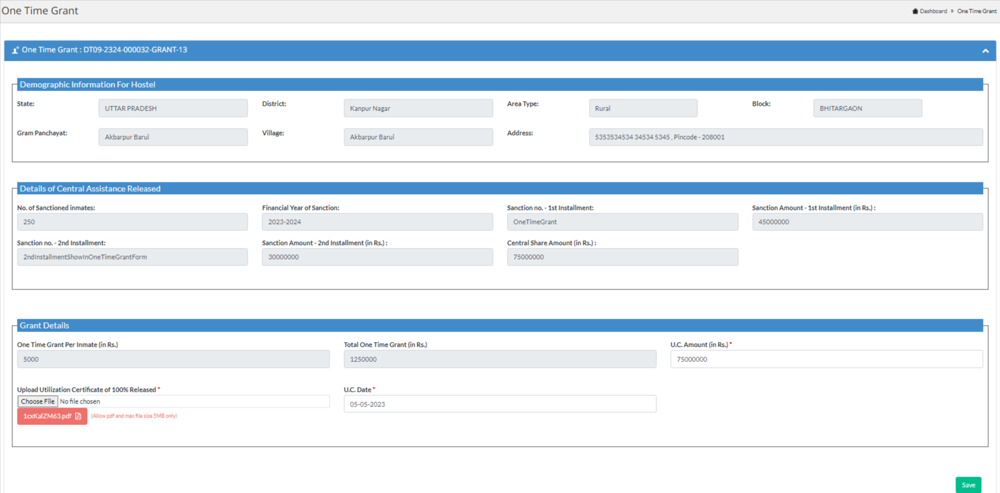 One Time Grant
Dashboard » One Time Grant
One Time Grant : DT09-2324-000032-GRANT-13
Demographic Information For Hostel
State: UTTAR PRADESH District: Kanpur Nagar Area Type: Rural Block: BHITARGAON
Gram Panchayat: Akbarpur Barui Village: Akbarpur Barui Address: 5353534534 34534 5345 , Pincode - 208001
Details of Central Assistance Released
No. of Sanctioned inmates: Financial Year of Sanction: Sanction no. - 1st Installment: Sanction Amount - 1st Installment (in Rs.) :
250 2023-2024 OneTimeGrant 45000000
Sanction no. - 2nd Installment: Sanction Amount - 2nd Installment (in Rs.) : Central Share Amount (in Rs.) :
2ndInstallmentShowInOneTimeGrantForm 30000000 75000000
Grant Details
One Time Grant Per Inmate (in Rs.) Total One Time Grant (in Rs.) U.C. Amount (in Rs.) *
5000 1250000 75000000
Upload Utilization Certificate of 100% Released * U.C. Date *
Choose File No file chosen 05-05-2023
1cxKalZM63.pdf (Allow pdf and max file size 5MB only)
Save